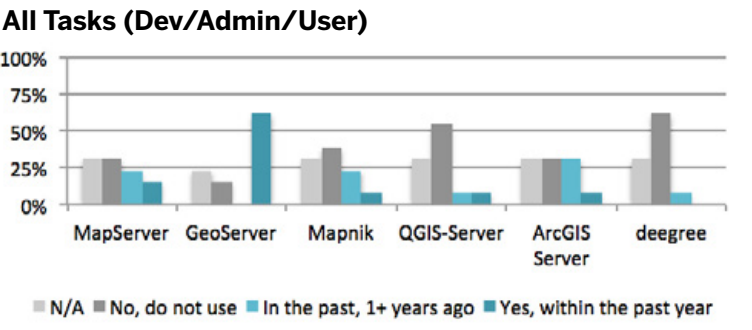 All Tasks (Dev/Admin/User)
100%
75%
50%
25%
0%
MapServer GeoServer Mapnik QGIS-Server ArcGIS Server deegree
N/A No, do not use In the past, 1+ years ago Yes, within the past year